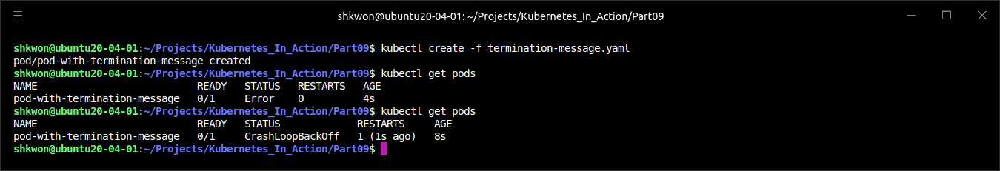 shkwon@ubuntu20-04-01: ~/Projects/Kubernetes_In_Action/Part09
shkwon@ubuntu20-04-01:~/Projects/Kubernetes_In_Action/Part09$ kubectl create -f termination-message.yaml
pod/pod-with-termination-message created
shkwon@ubuntu20-04-01:~/Projects/Kubernetes_In_Action/Part09$ kubectl get pods
NAME                           READY   STATUS   RESTARTS   AGE
pod-with-termination-message   0/1     Error    0          4s
shkwon@ubuntu20-04-01:~/Projects/Kubernetes_In_Action/Part09$ kubectl get pods
NAME                           READY   STATUS             RESTARTS     AGE
pod-with-termination-message   0/1     CrashLoopBackOff   1 (1s ago)   8s
shkwon@ubuntu20-04-01:~/Projects/Kubernetes_In_Action/Part09$